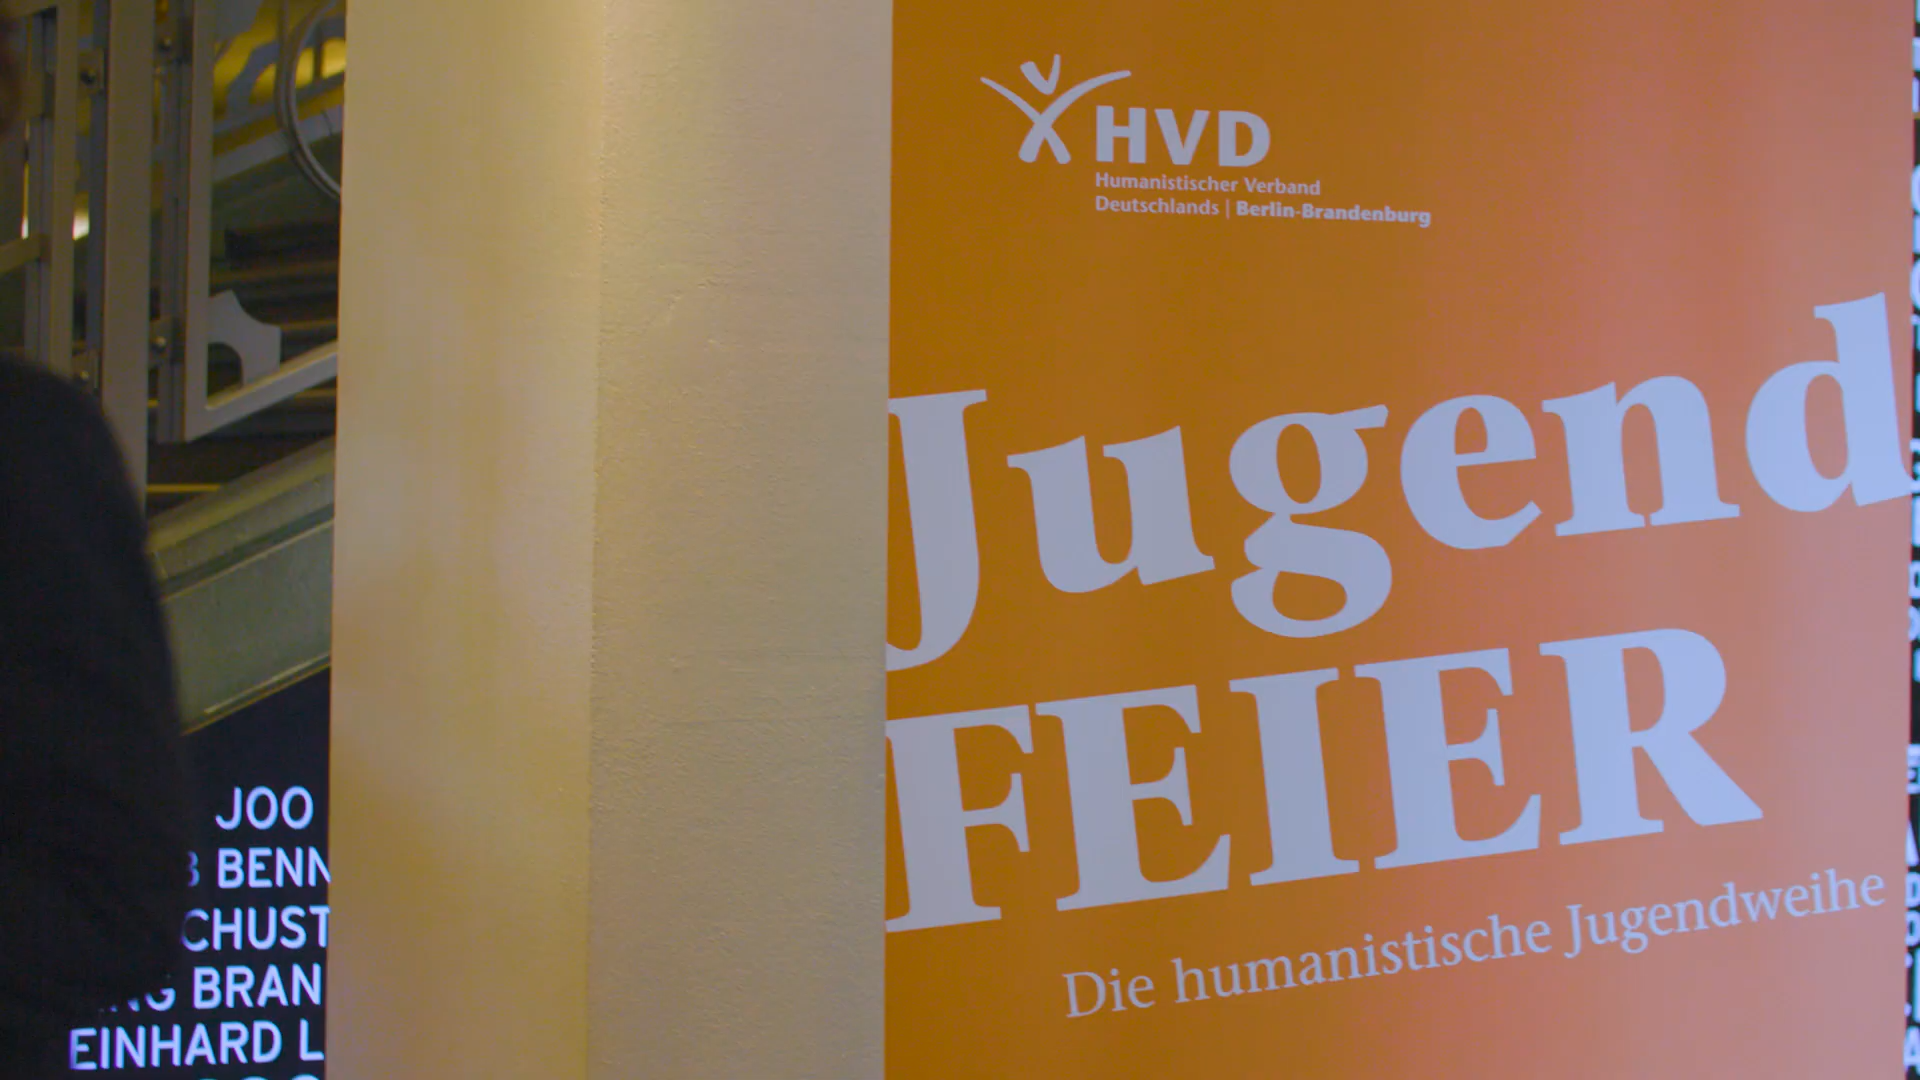 HVD
Humanistischer Verband
Deutschlands | Berlin-Brandenburg
Jugend
FEIER
Die humanistische Jugendweihe
JOO
BENN
CHUST
BRAN
EINHARD L